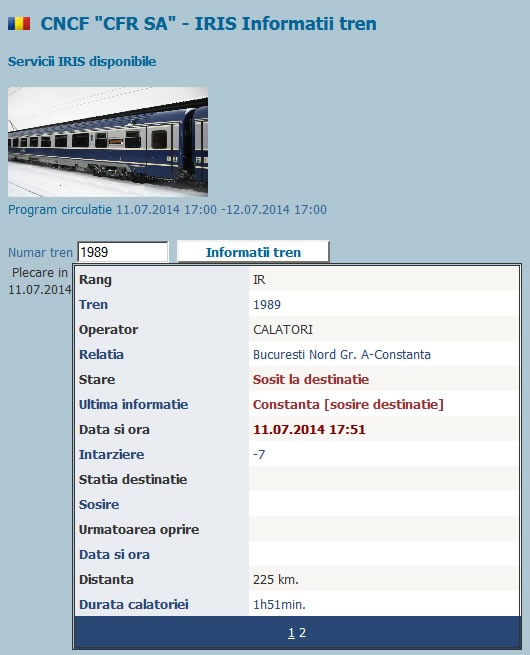 CNCF "CFR SA" - IRIS Informatii tren
Servicii IRIS disponibile
Program circulatie 11.07.2014 17:00 -12.07.2014 17:00
Numar tren 1989 Informatii tren
Plecare in
11.07.2014
Rang IR
Tren 1989
Operator CALATORI
Relatia Bucuresti Nord Gr. A-Constanta
Stare Sosit la destinatie
Ultima informatie Constanta [sosire destinatie]
Data si ora 11.07.2014 17:51
Intarziere -7
Statia destinatie
Sosire
Urmatoarea oprire
Data si ora
Distanta 225 km.
Durata calatoriei 1h51min.
1 2